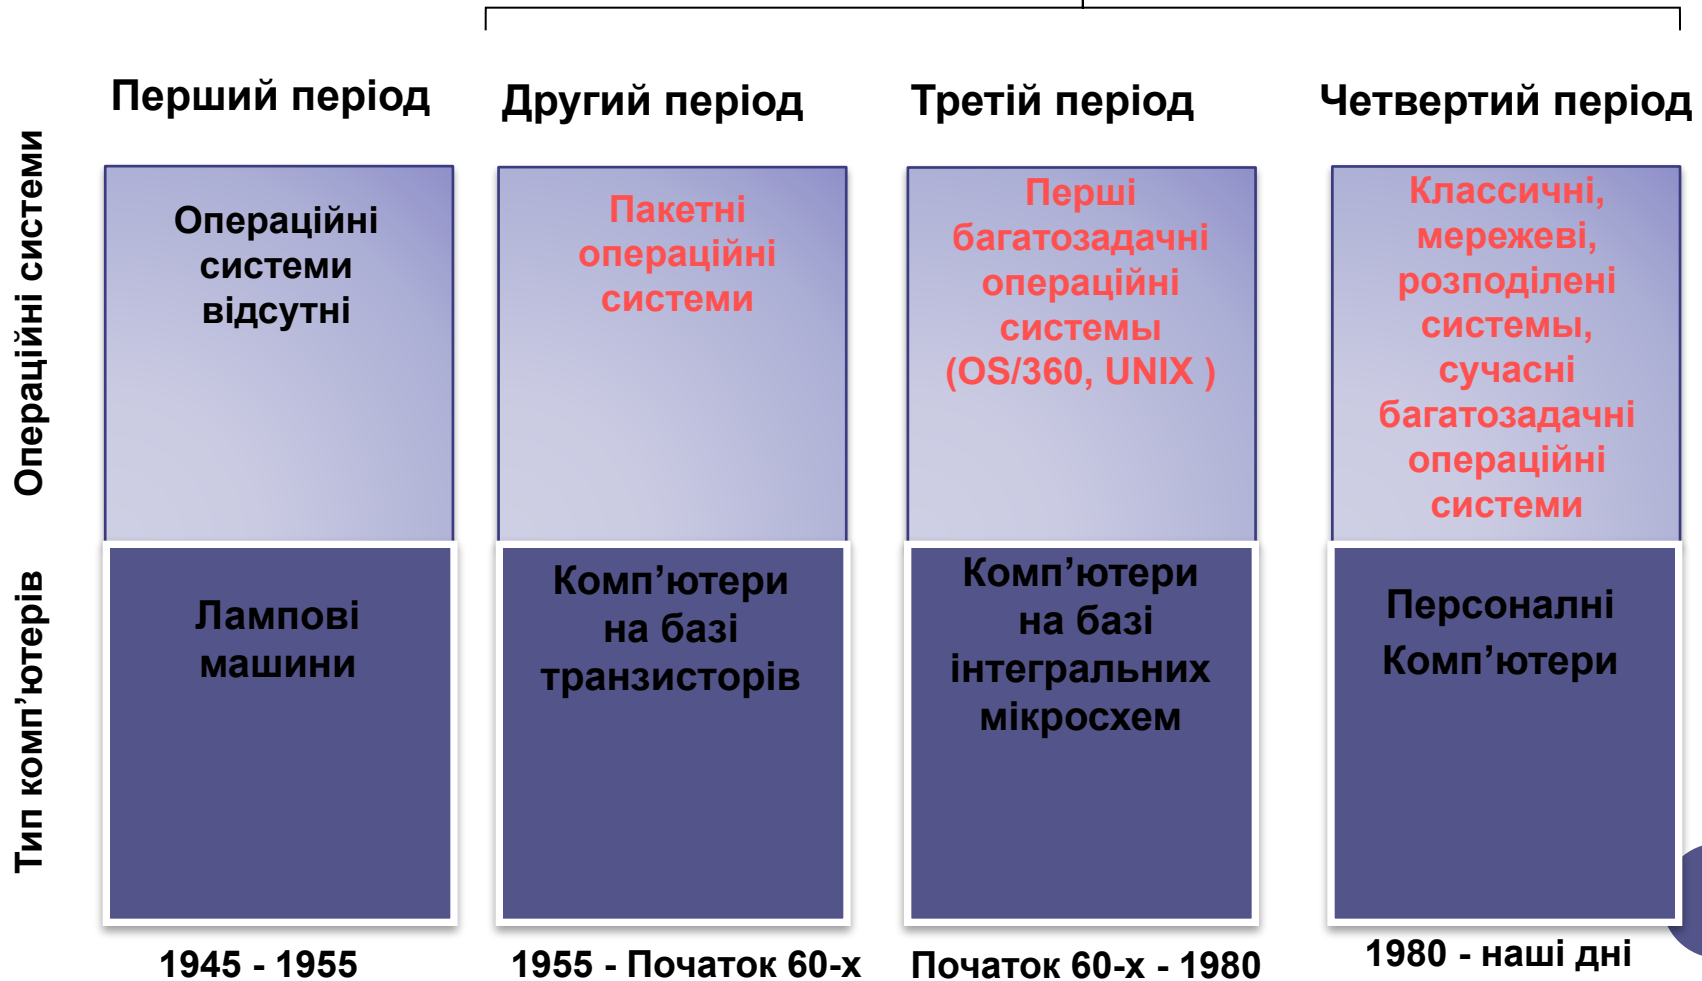 Перший період
Другий період
Третій період
Четвертий період
Операційні системи
Операційні
системи
відсутні
Пакетні
операційні
системи
Перші
багатозадачні
операційні
системы
(OS/360, UNIX )
Классичні,
мережеві,
розподілені
системы,
сучасні
багатозадачні
операційні
системи
Тип комп’ютерів
Лампові
машини
Комп’ютери
на базі
транзисторів
Комп’ютери
на базі
інтегральних
мікросхем
Персоналні
Комп’ютери
1945 - 1955
1955 - Початок 60-х
Початок 60-х - 1980
1980 - наші дні